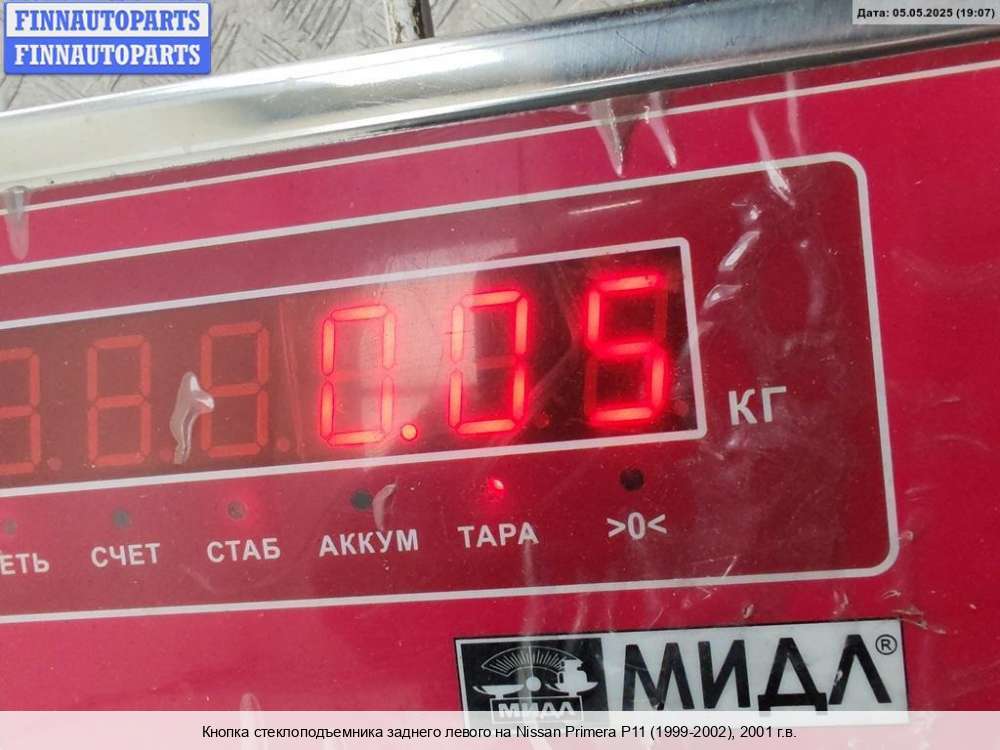 FINNAUTOPARTS
FINNAUTOPARTS
Дата: 05.05.2025 (19:07)
0.05
КГ
ЕТЬ СЧЕТ СТАБ АККУМ ТАРА >0<
МИДЛ®
МИДЛ
Кнопка стеклоподъемника заднего левого на Nissan Primera P11 (1999-2002), 2001 г.в.